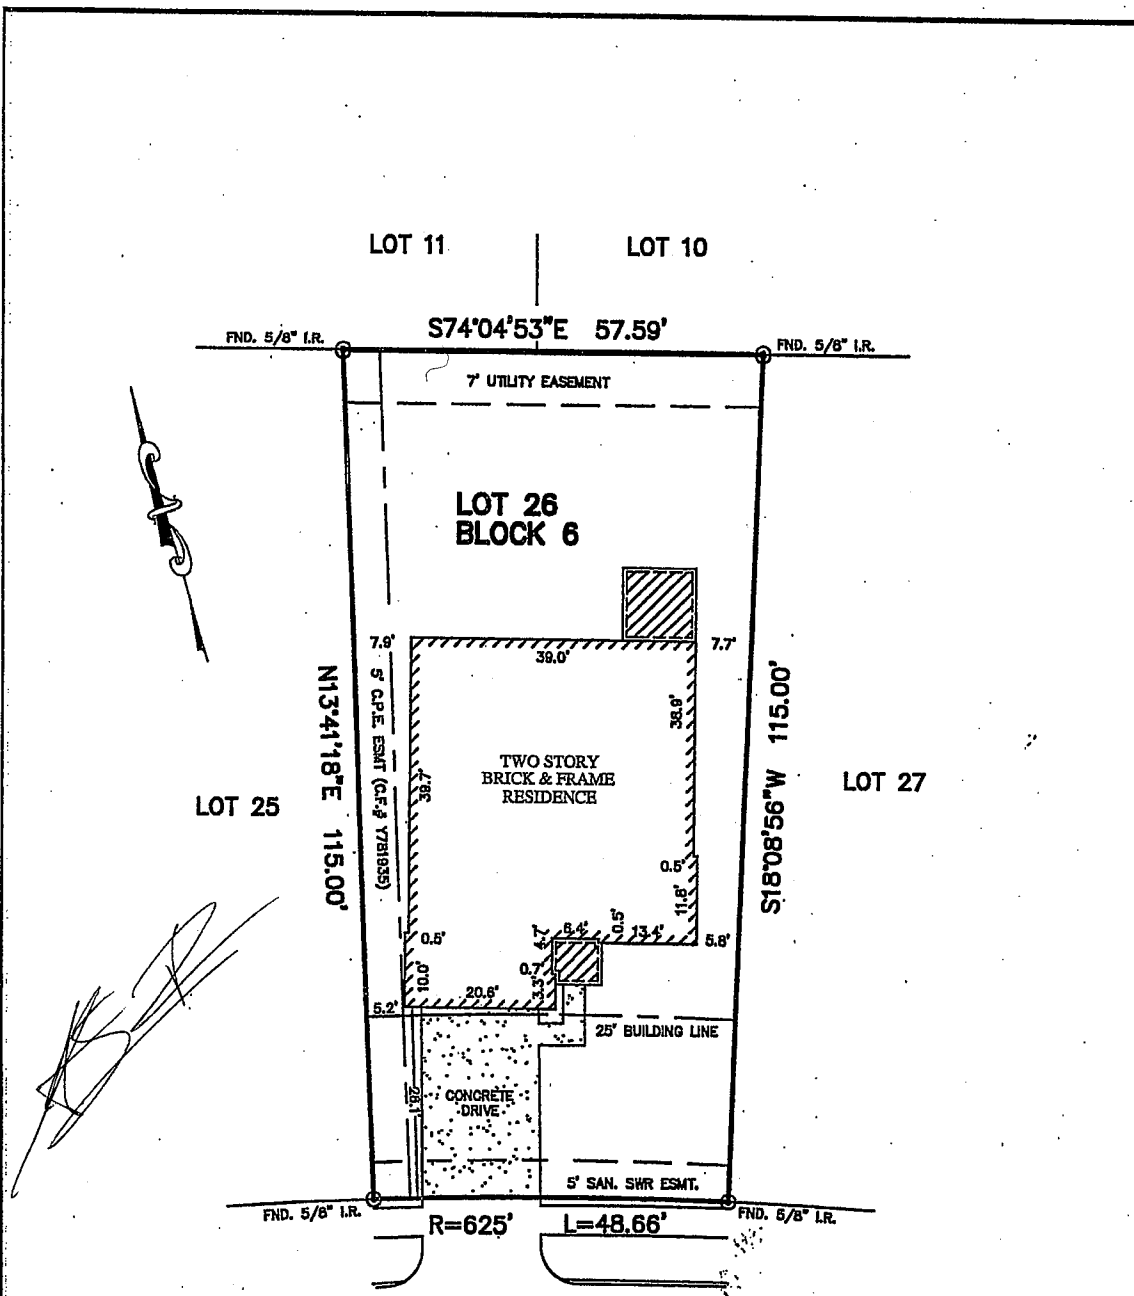 LOT 11
LOT 10
S74°04'53"E 57.59'
FND. 5/8" I.R.
FND. 5/8" I.R.
7' UTILITY EASEMENT
LOT 26
BLOCK 6
7.9'
39.0'
7.7'
N13°41'18"E 115.00'
5' C.P.E. ESMT (C.F.# Y781935)
39.7'
38.9'
S18°08'56"W 115.00'
TWO STORY
BRICK & FRAME
RESIDENCE
LOT 25
LOT 27
0.5'
11.8'
0.5'
10.0'
4.7'
6.4'
0.5'
13.4'
5.8'
0.7'
3.3'
20.6'
5.2'
25' BUILDING LINE
26.1'
CONCRETE
DRIVE
5' SAN. SWR ESMT.
FND. 5/8" I.R.
R=625'
L=48.66'
FND. 5/8" I.R.